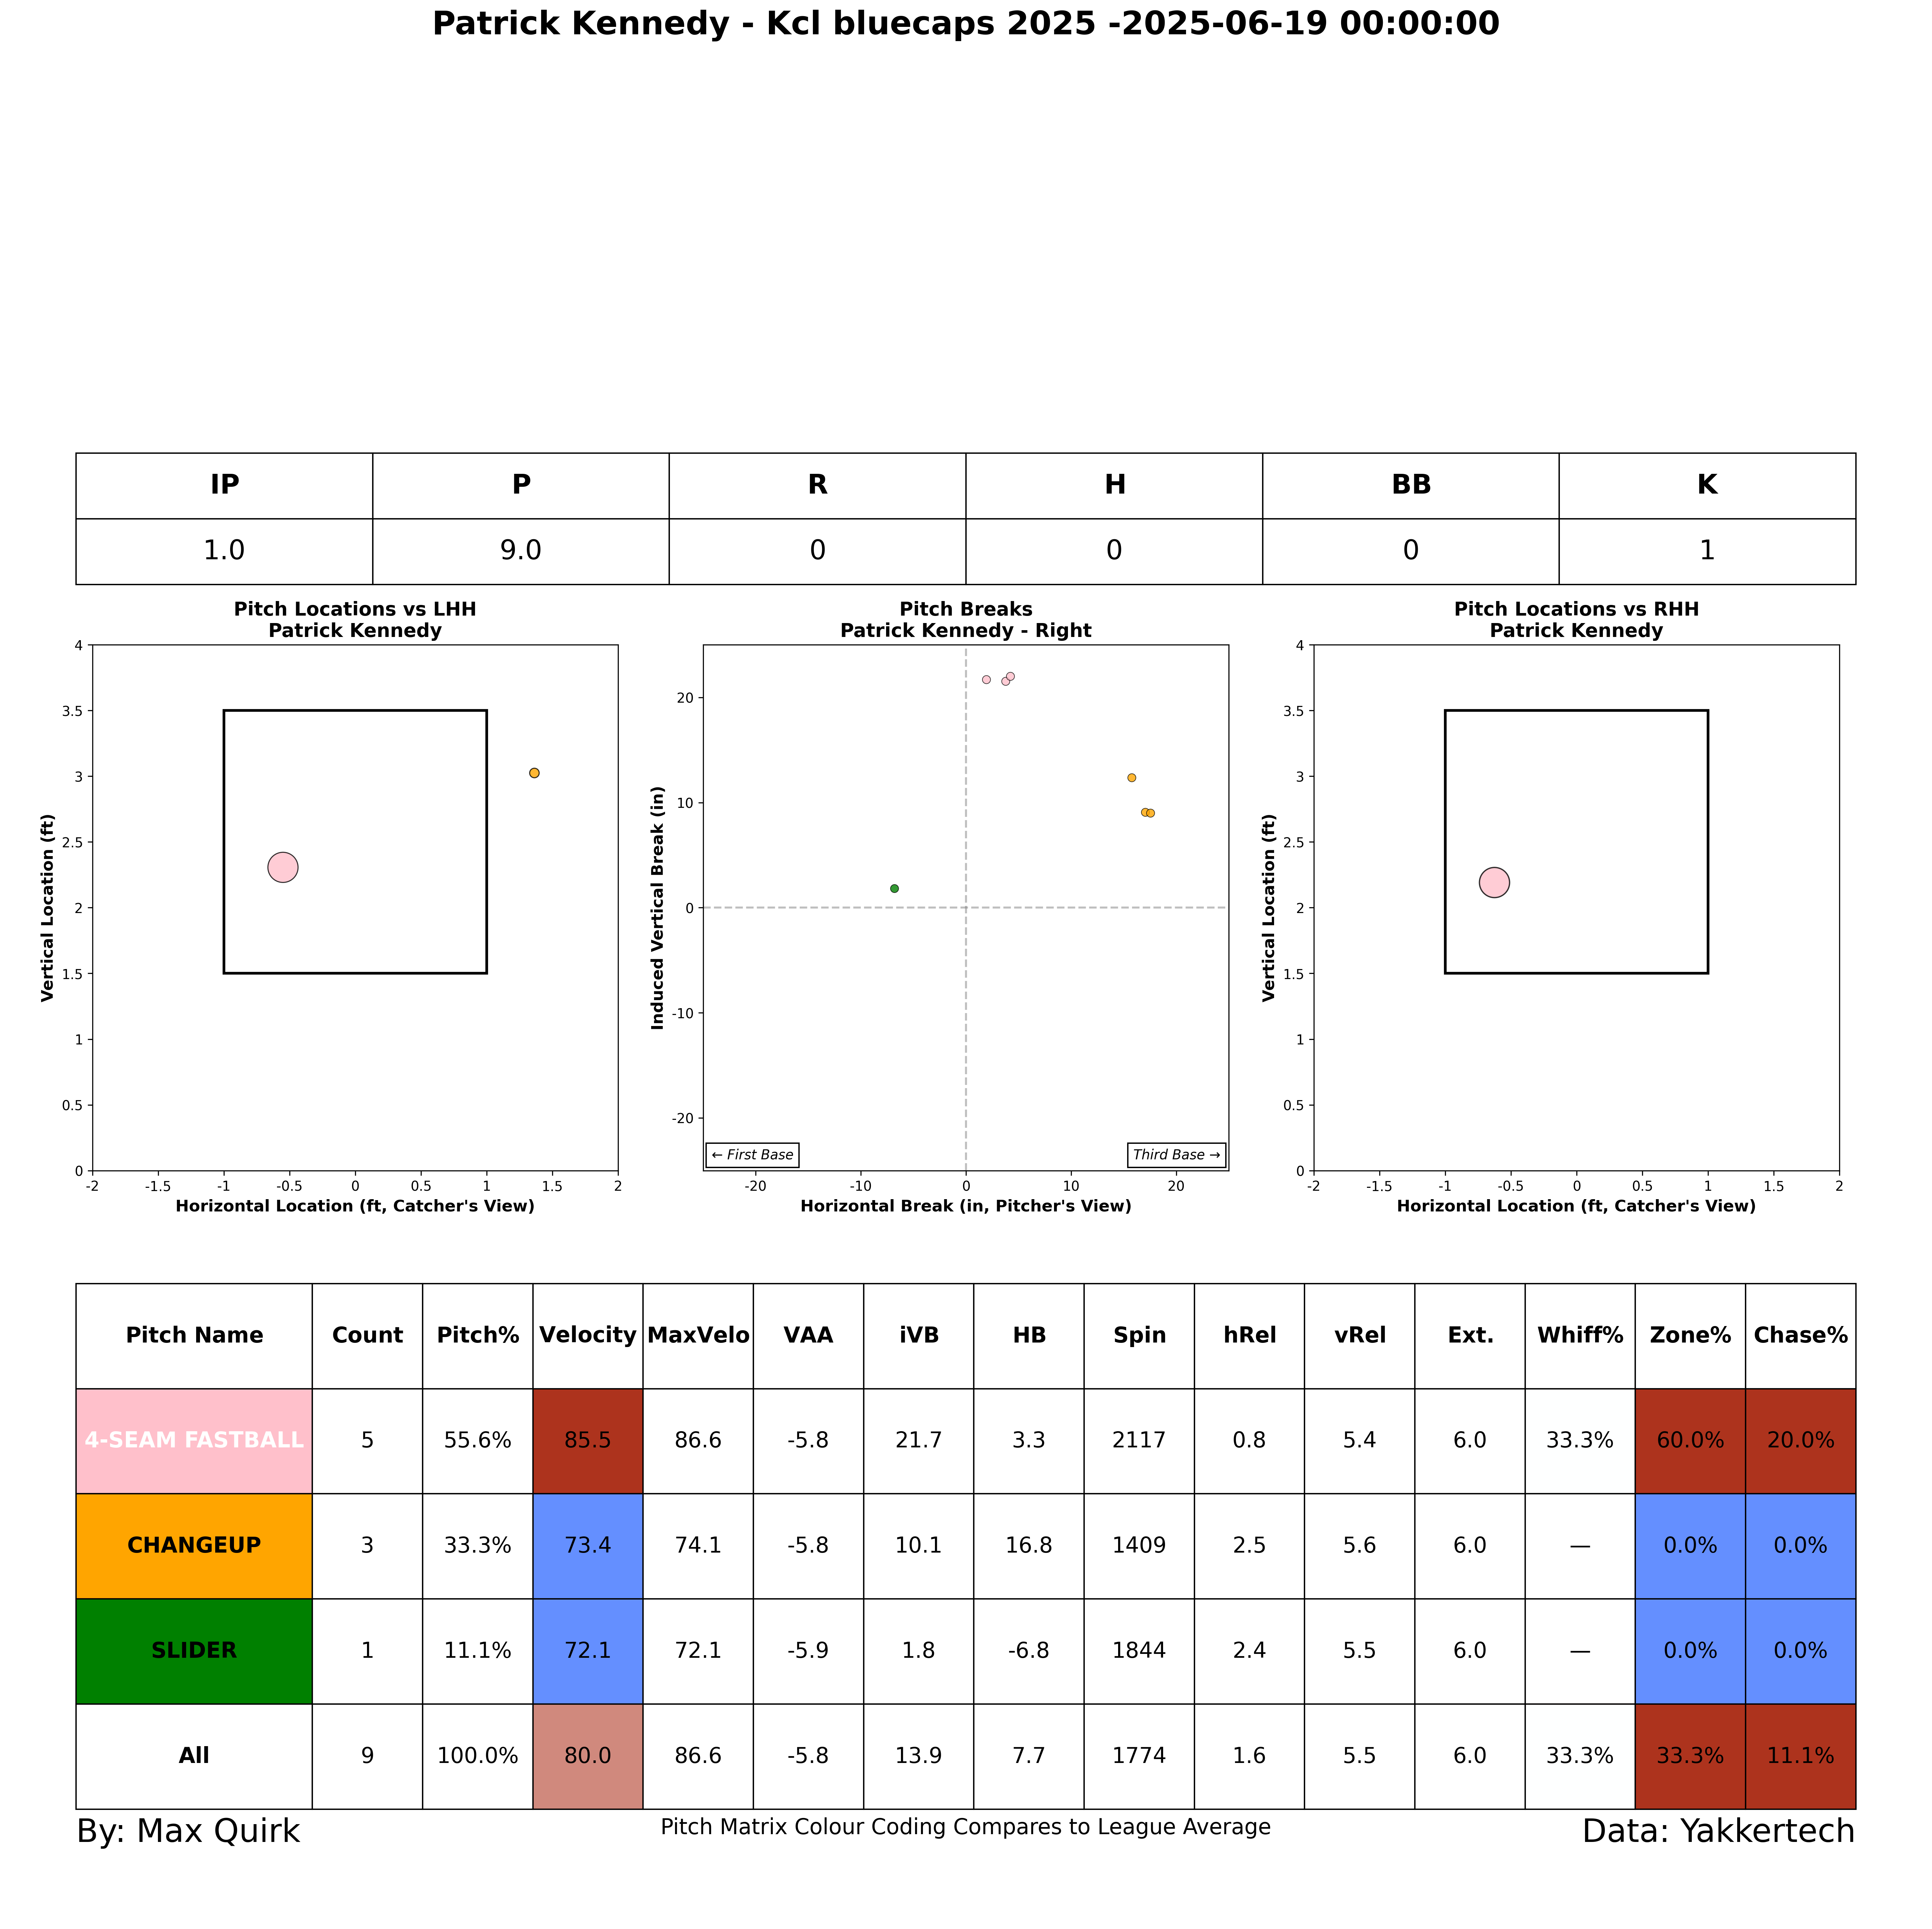 Patrick Kennedy - Kcl bluecaps 2025 -2025-06-19 00:00:00
IP P R H BB K
1.0 9.0 0 0 0 1
Pitch Locations vs LHH
Patrick Kennedy
4
3.5
3
2.5
2
1.5
1
0.5
0
-2 -1.5 -1 -0.5 0 0.5 1 1.5 2
Vertical Location (ft)
Horizontal Location (ft, Catcher's View)
Pitch Breaks
Patrick Kennedy - Right
20
10
0
-10
-20
-20 -10 0 10 20
← First Base
Third Base →
Induced Vertical Break (in)
Horizontal Break (in, Pitcher's View)
Pitch Locations vs RHH
Patrick Kennedy
4
3.5
3
2.5
2
1.5
1
0.5
0
-2 -1.5 -1 -0.5 0 0.5 1 1.5 2
Vertical Location (ft)
Horizontal Location (ft, Catcher's View)
Pitch Name Count Pitch% Velocity MaxVelo VAA iVB HB Spin hRel vRel Ext. Whiff% Zone% Chase%
4-SEAM FASTBALL 5 55.6% 85.5 86.6 -5.8 21.7 3.3 2117 0.8 5.4 6.0 33.3% 60.0% 20.0%
CHANGEUP 3 33.3% 73.4 74.1 -5.8 10.1 16.8 1409 2.5 5.6 6.0 — 0.0% 0.0%
SLIDER 1 11.1% 72.1 72.1 -5.9 1.8 -6.8 1844 2.4 5.5 6.0 — 0.0% 0.0%
All 9 100.0% 80.0 86.6 -5.8 13.9 7.7 1774 1.6 5.5 6.0 33.3% 33.3% 11.1%
By: Max Quirk
Pitch Matrix Colour Coding Compares to League Average
Data: Yakkertech